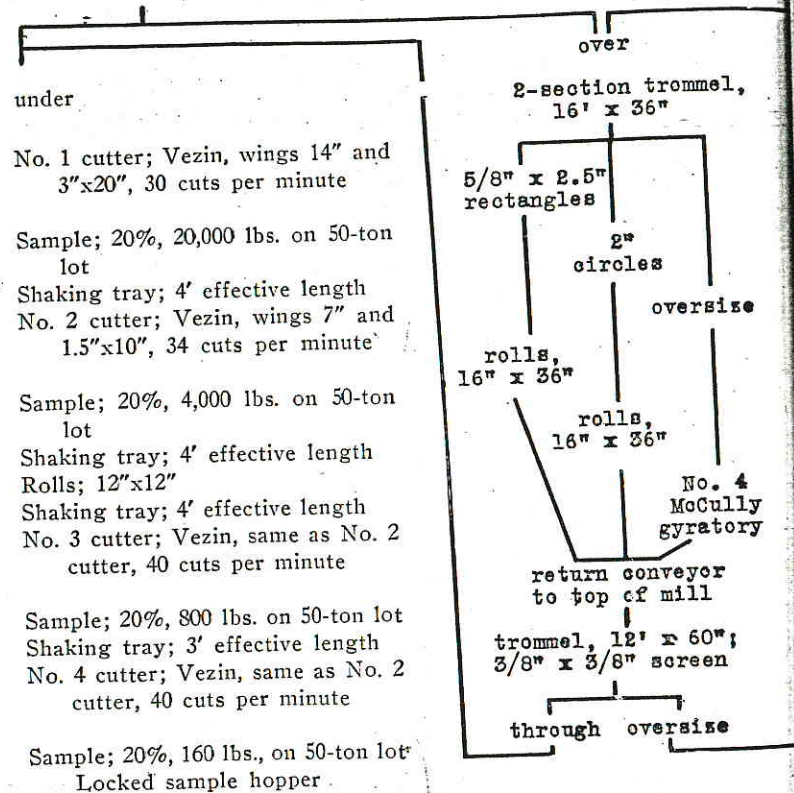 under
No. 1 cutter; Vezin, wings 14″ and
3″x20″, 30 cuts per minute
Sample; 20%, 20,000 lbs. on 50-ton
lot
Shaking tray; 4′ effective length
No. 2 cutter; Vezin, wings 7″ and
1.5″x10″, 34 cuts per minute
Sample; 20%, 4,000 lbs. on 50-ton
lot
Shaking tray; 4′ effective length
Rolls; 12″x12″
Shaking tray; 4′ effective length
No. 3 cutter; Vezin, same as No. 2
cutter, 40 cuts per minute
Sample; 20%, 800 lbs. on 50-ton lot
Shaking tray; 3′ effective length
No. 4 cutter; Vezin, same as No. 2
cutter, 40 cuts per minute
Sample; 20%, 160 lbs., on 50-ton lot
Locked sample hopper
over
2-section trommel,
16' x 36"
5/8" x 2.5"
rectangles
2"
circles
oversize
rolls,
16" x 36"
rolls,
16" x 36"
No. 4
McCully
gyratory
return conveyor
to top of mill
trommel, 12' x 60";
3/8" x 3/8" screen
through oversize